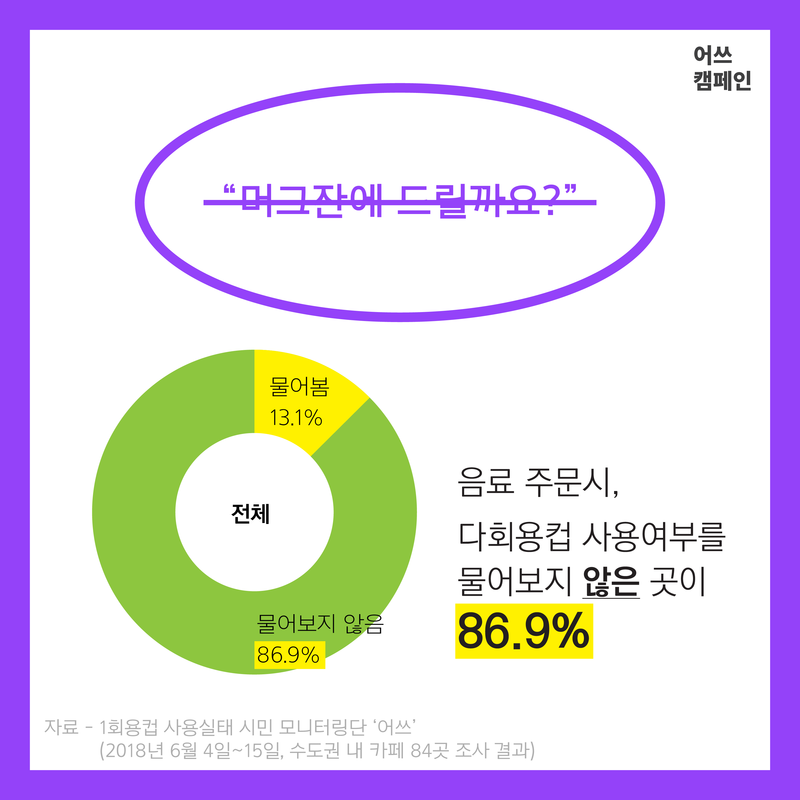 어쓰
캠페인
“머그잔에 드릴까요?”
물어봄
13.1%
전체
물어보지 않음
86.9%
음료 주문시,
다회용컵 사용여부를
물어보지 않은 곳이
86.9%
자료 - 1회용컵 사용실태 시민 모니터링단 ‘어쓰’
(2018년 6월 4일~15일, 수도권 내 카페 84곳 조사 결과)